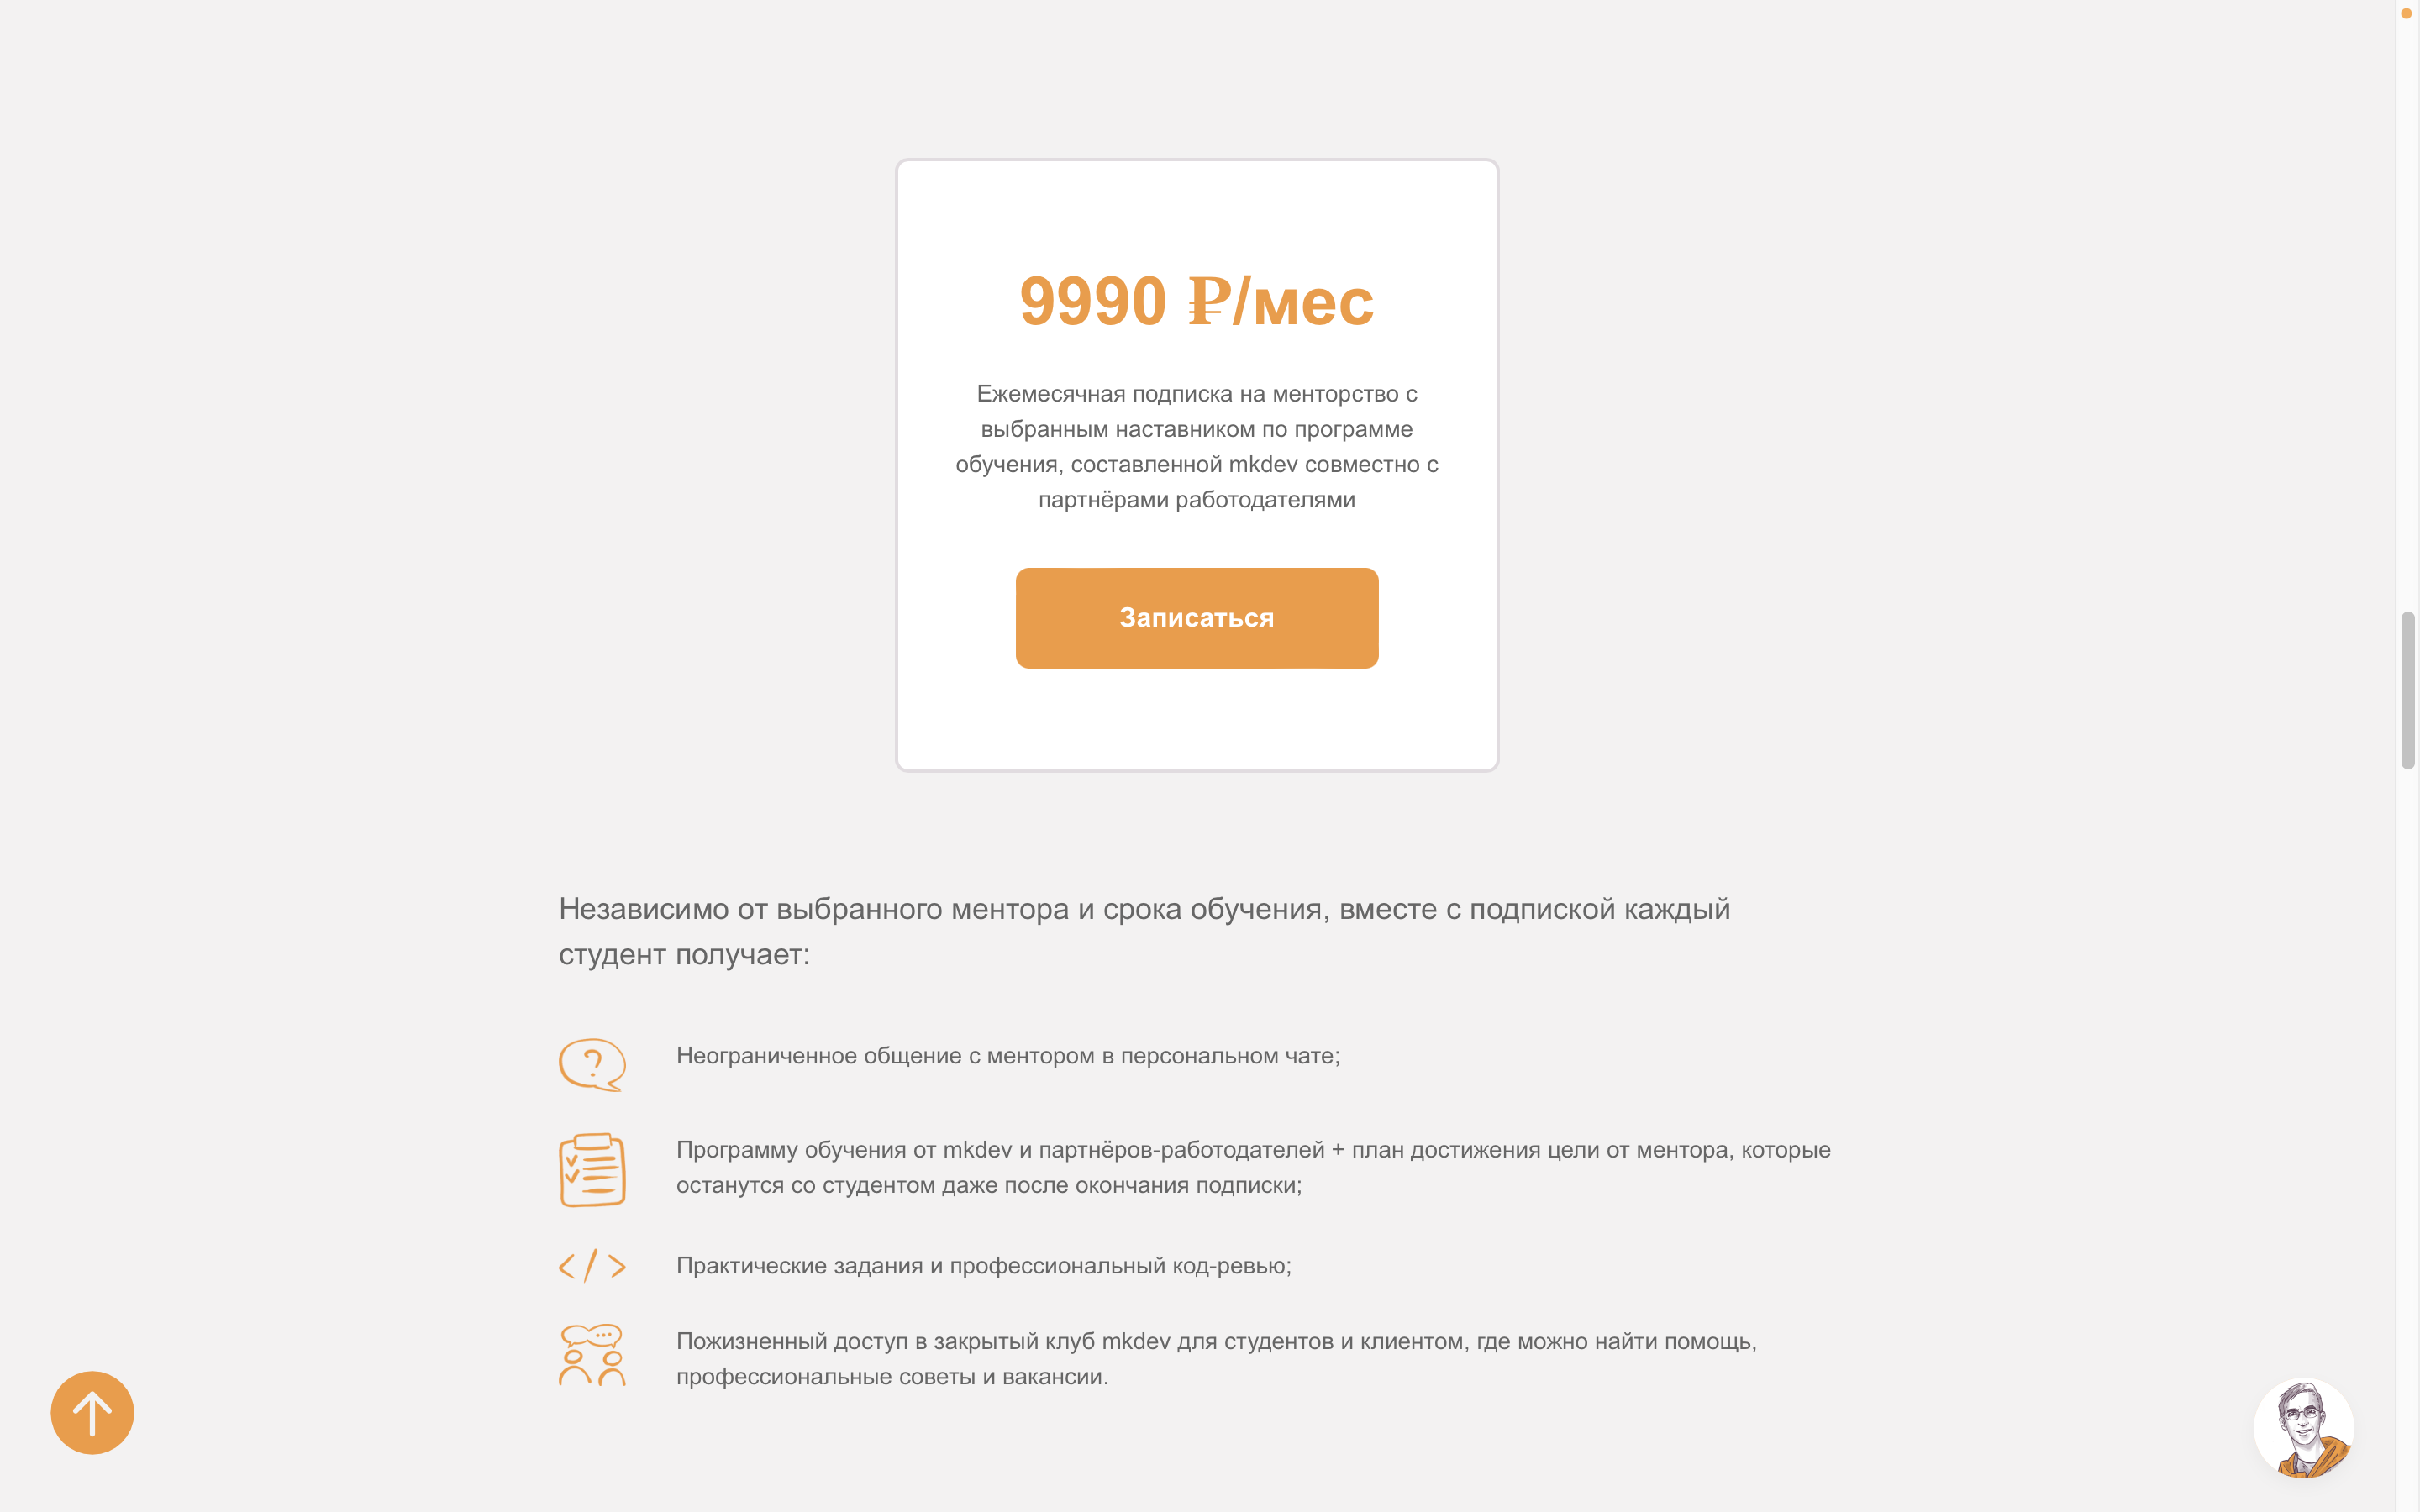 9990 ₽/мес
Ежемесячная подписка на менторство с
выбранным наставником по программе
обучения, составленной mkdev совместно с
партнёрами работодателями
Записаться
Независимо от выбранного ментора и срока обучения, вместе с подпиской каждый
студент получает:
Неограниченное общение с ментором в персональном чате;
Программу обучения от mkdev и партнёров-работодателей + план достижения цели от ментора, которые
останутся со студентом даже после окончания подписки;
Практические задания и профессиональный код-ревью;
Пожизненный доступ в закрытый клуб mkdev для студентов и клиентом, где можно найти помощь,
профессиональные советы и вакансии.